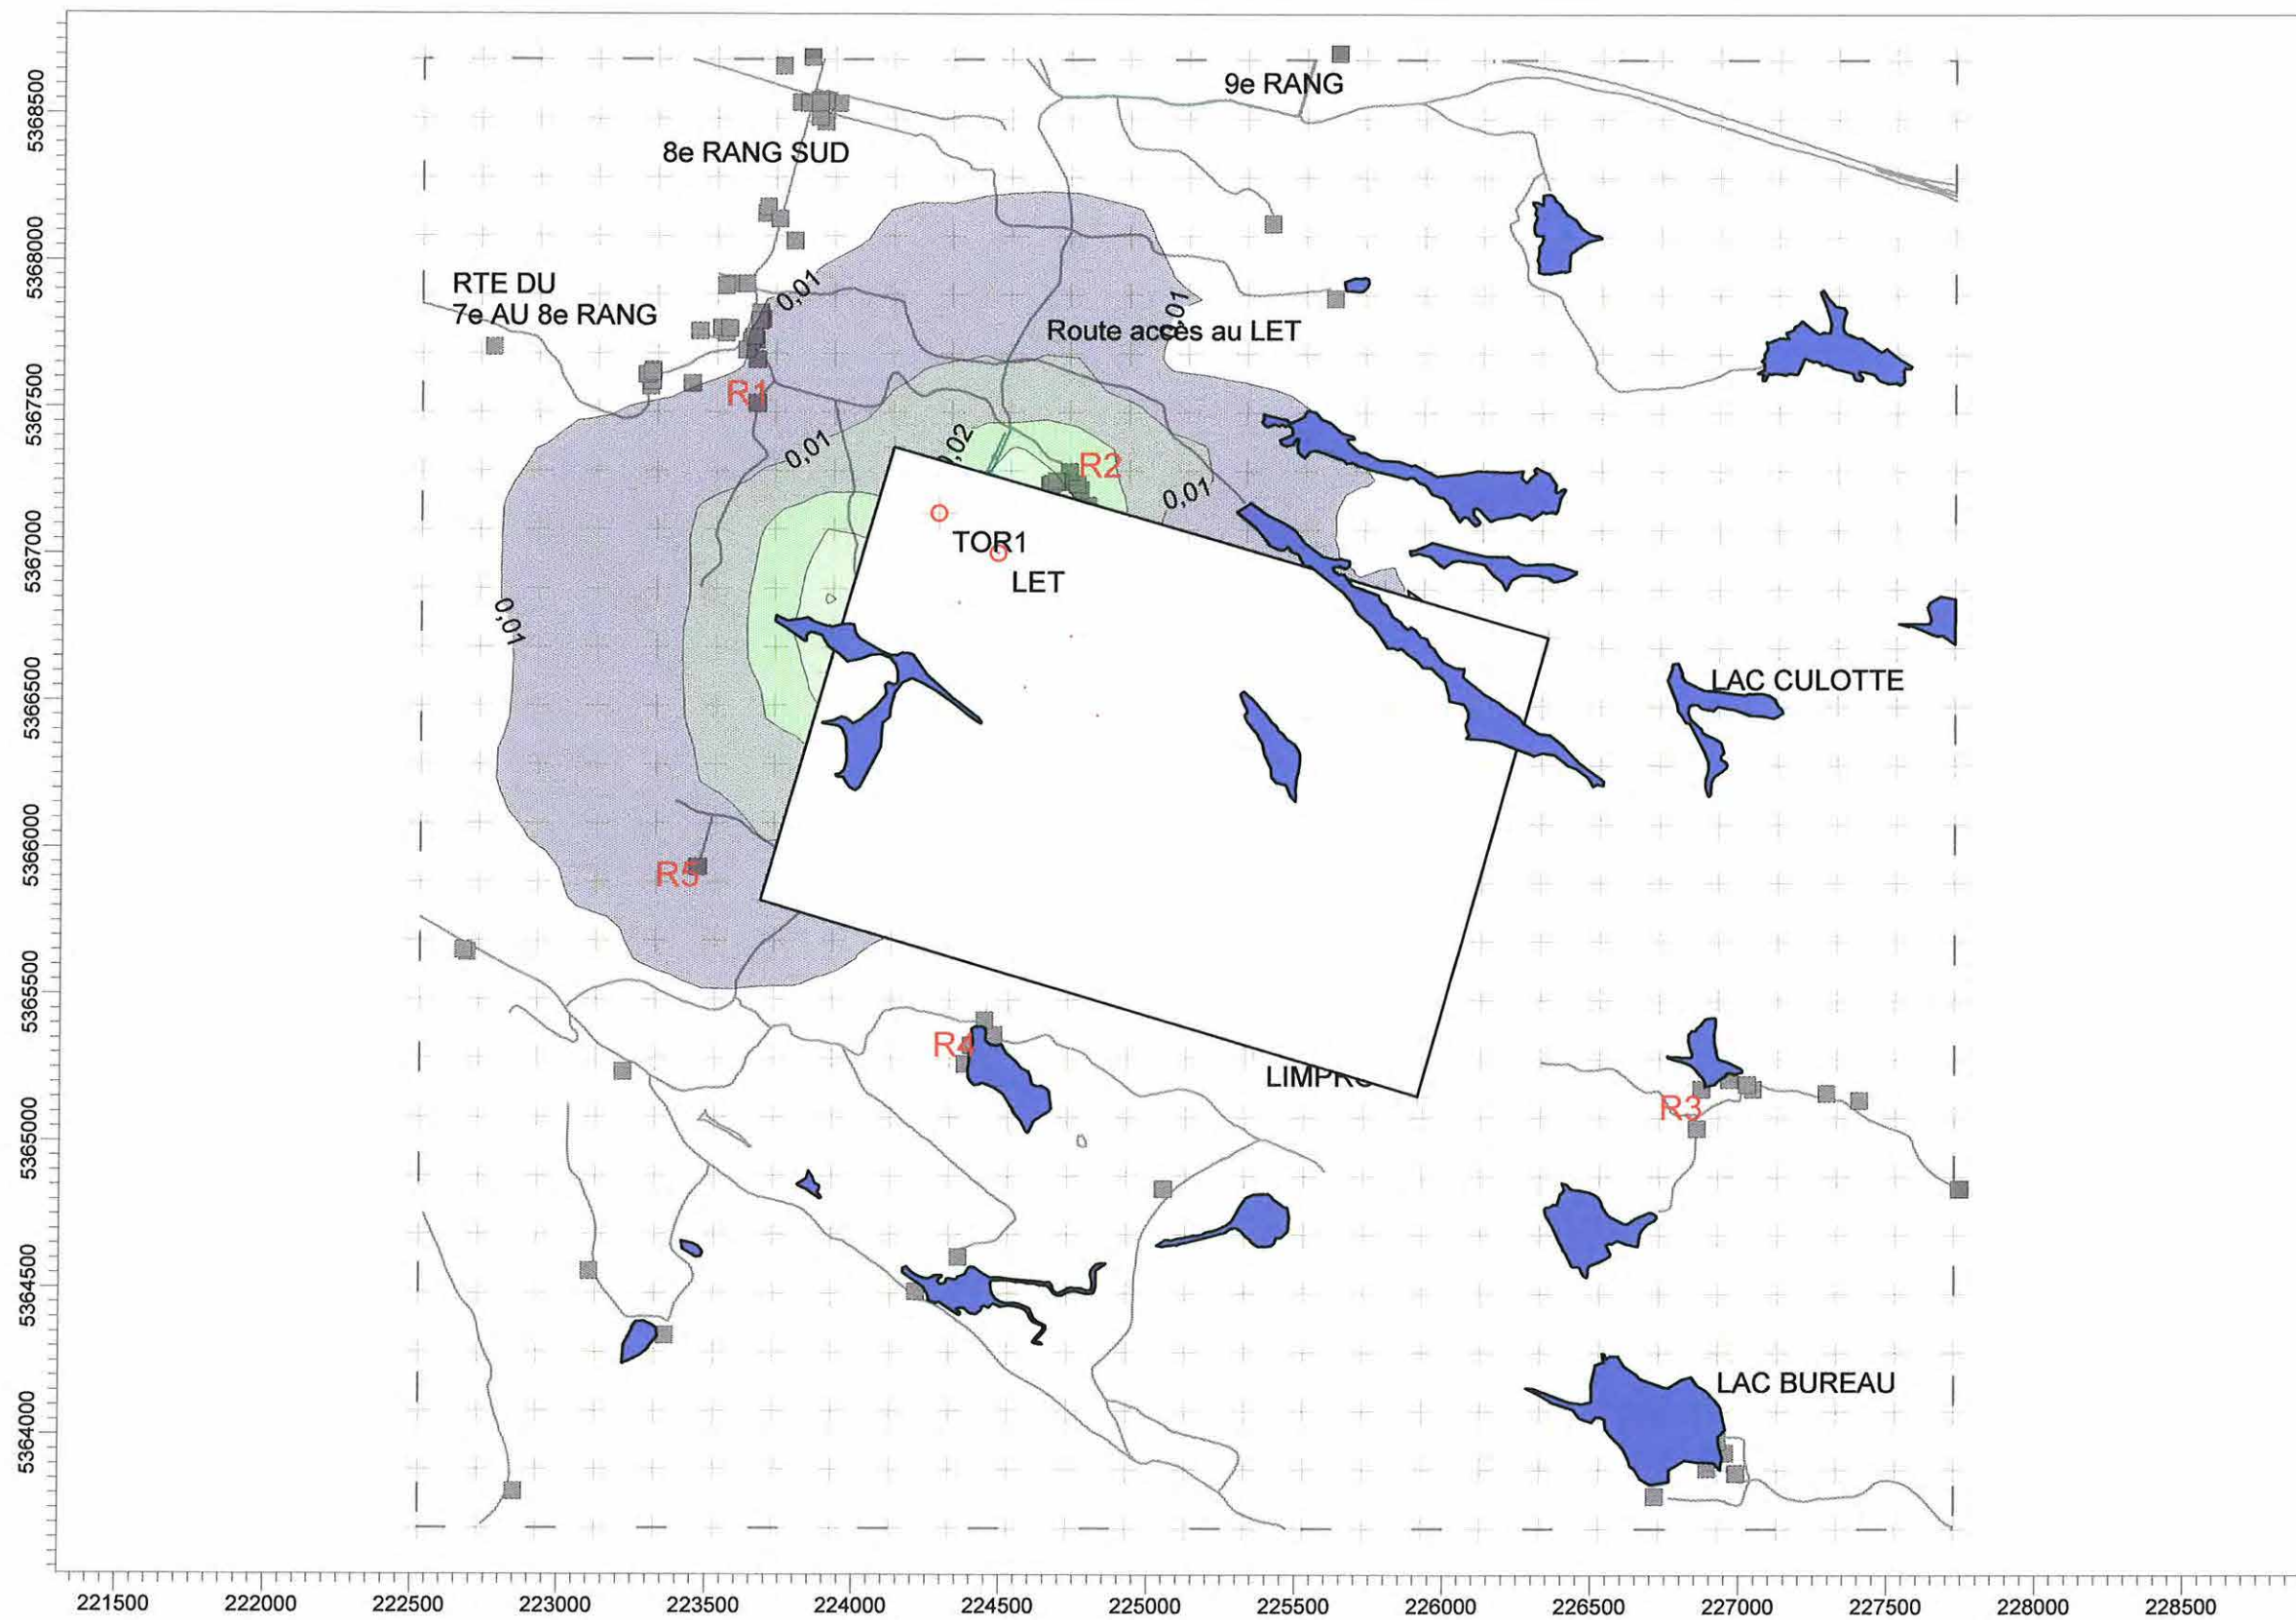 9e RANG
8e RANG SUD
RTE DU
7e AU 8e RANG
0,01
0,01
Route accès au LET
R1
0,01
0,02
R2
0,01
TOR1
LET
0,01
LAC CULOTTE
R5
R4
LIMPRO
R3
LAC BUREAU
5368500
5368000
5367500
5367000
5366500
5366000
5365500
5365000
5364500
5364000
221500 222000 222500 223000 223500 224000 224500 225000 225500 226000 226500 227000 227500 228000 228500